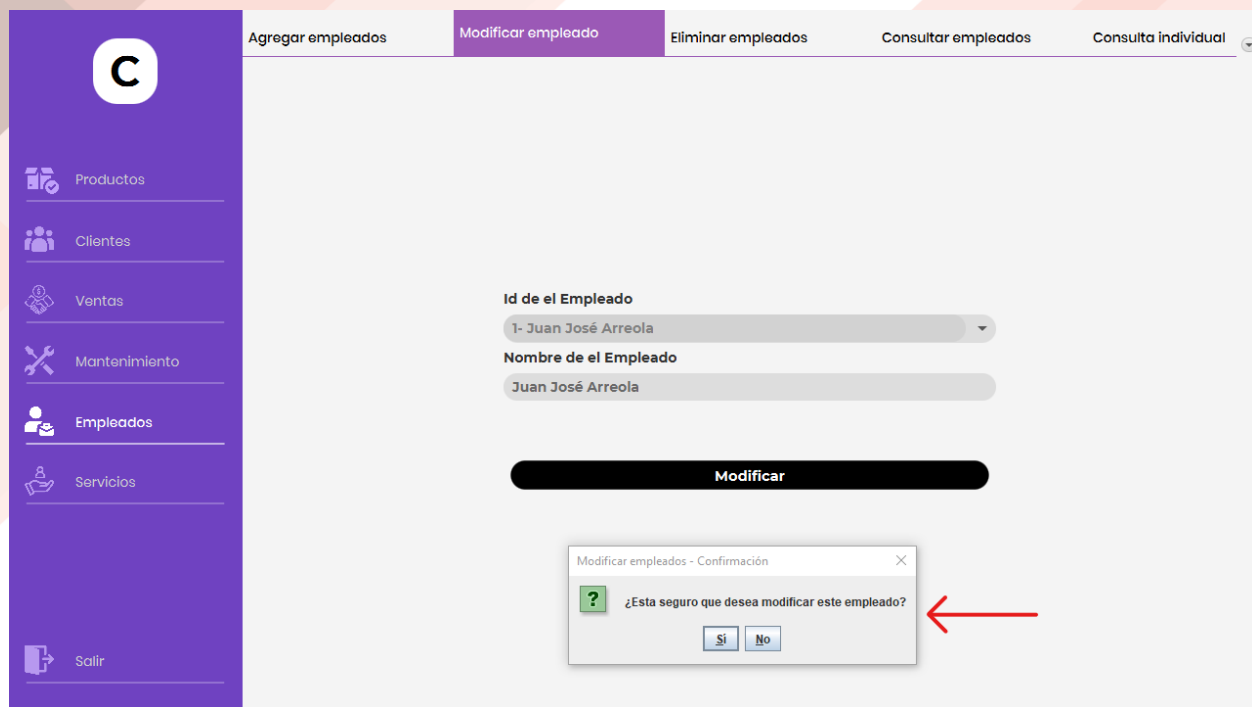 C
Agregar empleados
Modificar empleado
Eliminar empleados
Consultar empleados
Consulta individual
Productos
Clientes
Ventas
Mantenimiento
Empleados
Servicios
Salir
Id de el Empleado
1- Juan José Arreola
Nombre de el Empleado
Juan José Arreola
Modificar
Modificar empleados - Confirmación
¿Esta seguro que desea modificar este empleado?
Sí
No